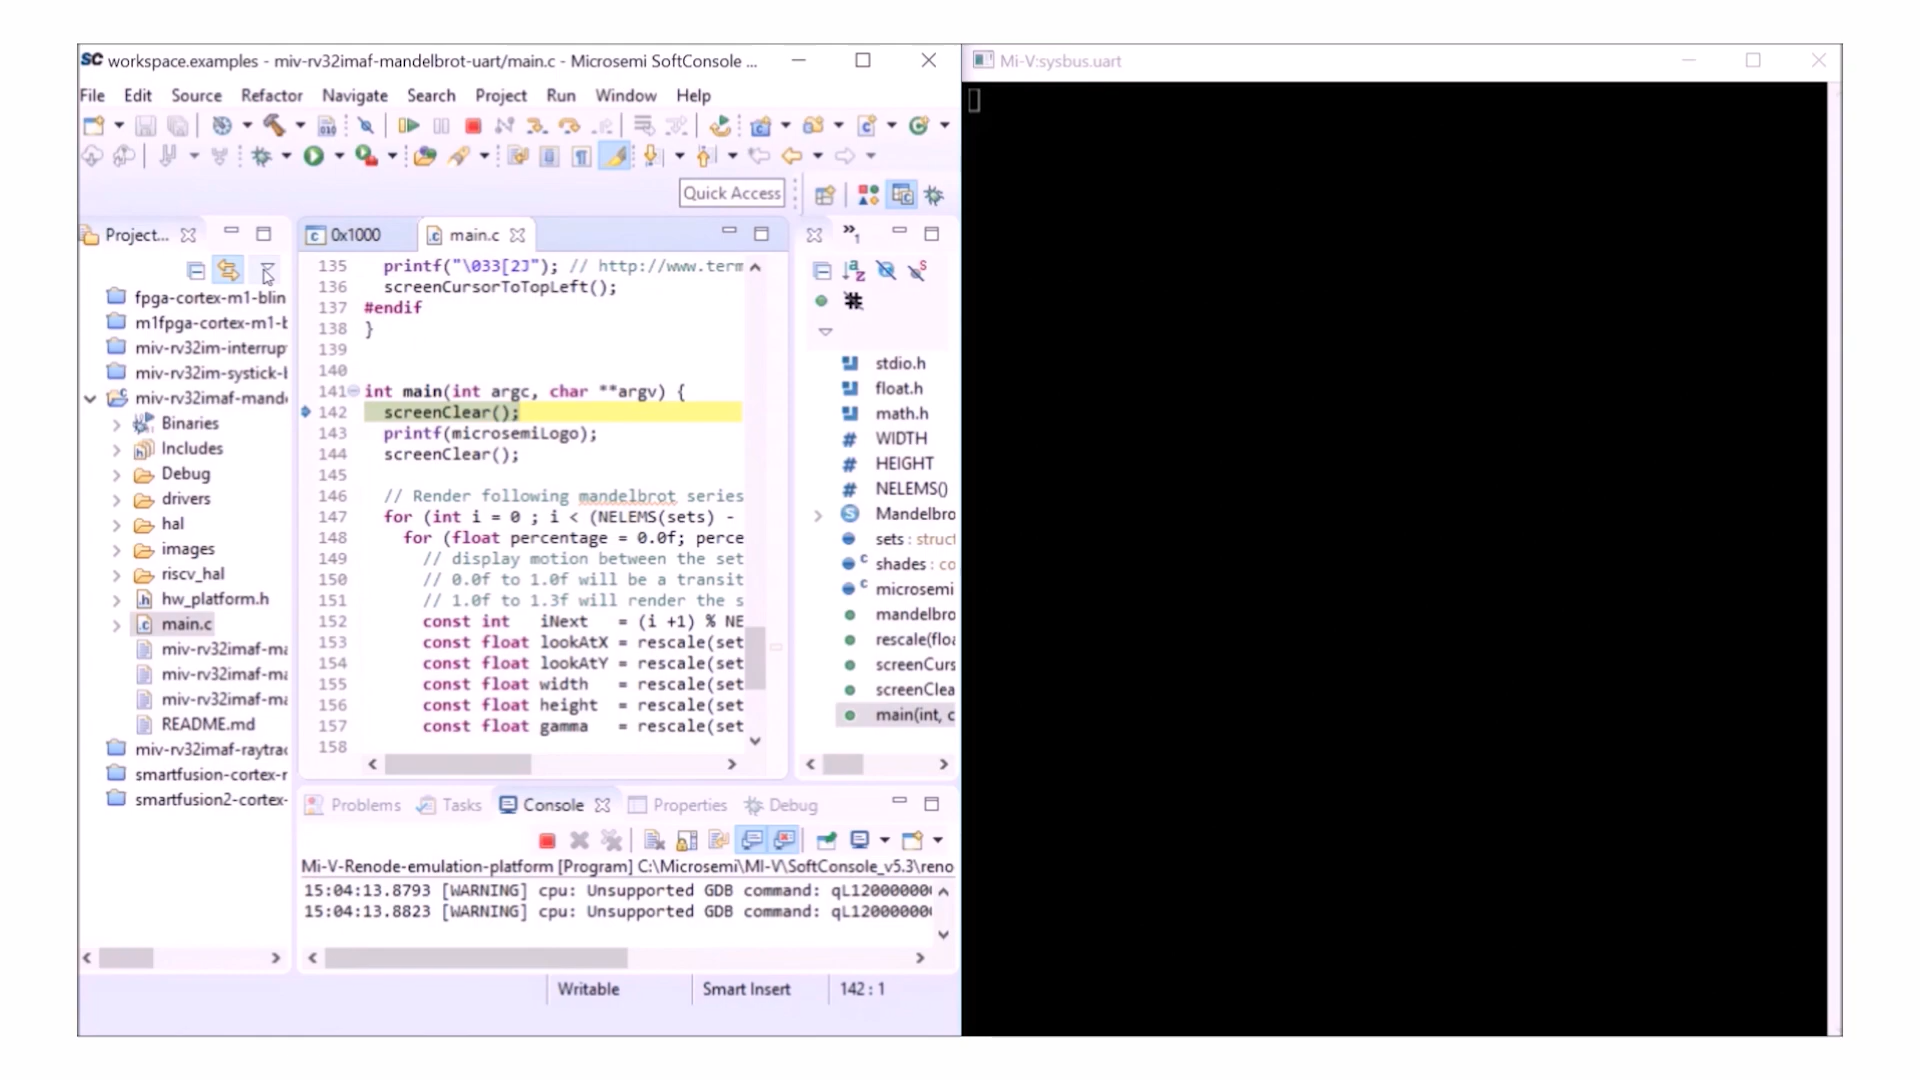 SC workspace.examples - miv-rv32imaf-mandelbrot-uart/main.c - Microsemi SoftConsole ...
Mi-V:sysbus.uart
File Edit Source Refactor Navigate Search Project Run Window Help
Quick Access
Project...
fpga-cortex-m1-blin
m1fpga-cortex-m1-b
miv-rv32im-interrup
miv-rv32im-systick-b
miv-rv32imaf-mande
Binaries
Includes
Debug
drivers
hal
images
riscv_hal
hw_platform.h
main.c
miv-rv32imaf-ma
miv-rv32imaf-ma
miv-rv32imaf-ma
README.md
miv-rv32imaf-raytrac
smartfusion-cortex-r
smartfusion2-cortex-
0x1000 main.c
135 printf("\033[2J"); // http://www.term
136 screenCursorToTopLeft();
137 #endif
138 }
139
140
141 int main(int argc, char **argv) {
142 screenClear();
143 printf(microsemiLogo);
144 screenClear();
145
146 // Render following mandelbrot series
147 for (int i = 0 ; i < (NELEMS(sets) -
148 for (float percentage = 0.0f; perce
149 // display motion between the set
150 // 0.0f to 1.0f will be a transit
151 // 1.0f to 1.3f will render the s
152 const int iNext = (i +1) % NE
153 const float lookAtX = rescale(set
154 const float lookAtY = rescale(set
155 const float width = rescale(set
156 const float height = rescale(set
157 const float gamma = rescale(set
158
stdio.h
float.h
math.h
WIDTH
HEIGHT
NELEMS()
Mandelbro
sets : struct
shades : co
microsemi
mandelbro
rescale(floa
screenCurs
screenClea
main(int, c
Problems Tasks Console Properties Debug
Mi-V-Renode-emulation-platform [Program] C:\Microsemi\MI-V\SoftConsole_v5.3\reno
15:04:13.8793 [WARNING] cpu: Unsupported GDB command: qL12000000
15:04:13.8823 [WARNING] cpu: Unsupported GDB command: qL12000000
Writable Smart Insert 142 : 1